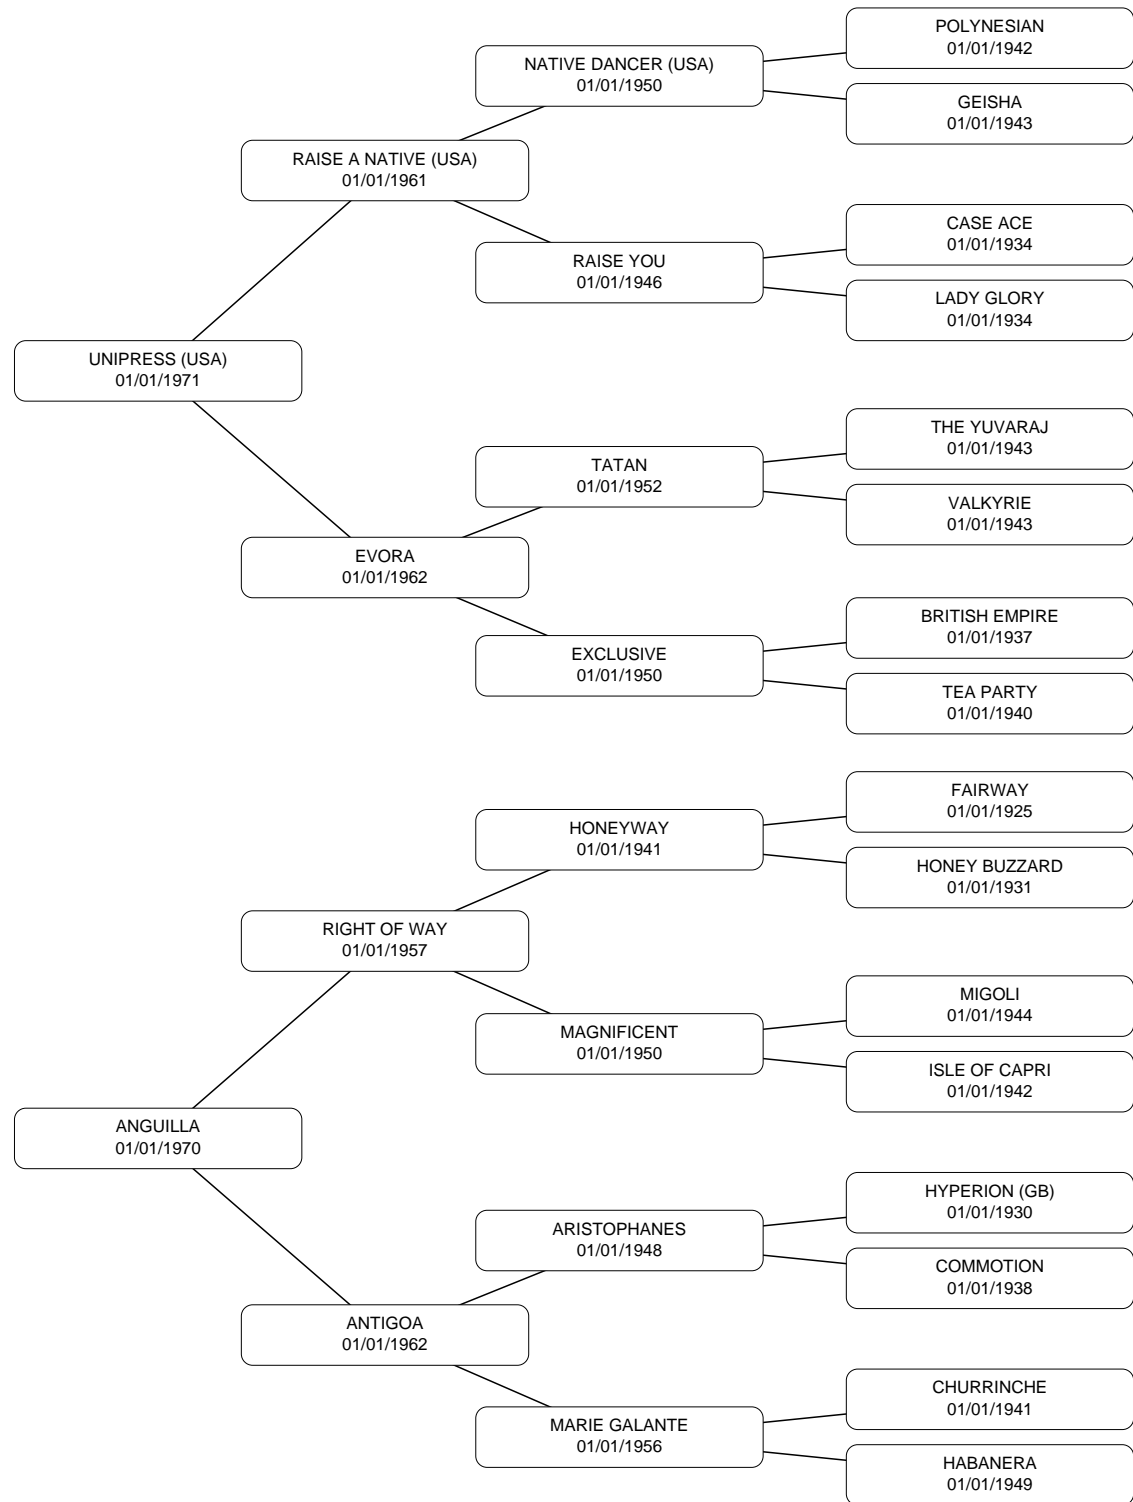 POLYNESIAN
01/01/1942
NATIVE DANCER (USA)
01/01/1950
GEISHA
01/01/1943
RAISE A NATIVE (USA)
01/01/1961
CASE ACE
01/01/1934
RAISE YOU
01/01/1946
LADY GLORY
01/01/1934
UNIPRESS (USA)
01/01/1971
THE YUVARAJ
01/01/1943
TATAN
01/01/1952
VALKYRIE
01/01/1943
EVORA
01/01/1962
BRITISH EMPIRE
01/01/1937
EXCLUSIVE
01/01/1950
TEA PARTY
01/01/1940
FAIRWAY
01/01/1925
HONEYWAY
01/01/1941
HONEY BUZZARD
01/01/1931
RIGHT OF WAY
01/01/1957
MIGOLI
01/01/1944
MAGNIFICENT
01/01/1950
ISLE OF CAPRI
01/01/1942
ANGUILLA
01/01/1970
HYPERION (GB)
01/01/1930
ARISTOPHANES
01/01/1948
COMMOTION
01/01/1938
ANTIGOA
01/01/1962
CHURRINCHE
01/01/1941
MARIE GALANTE
01/01/1956
HABANERA
01/01/1949